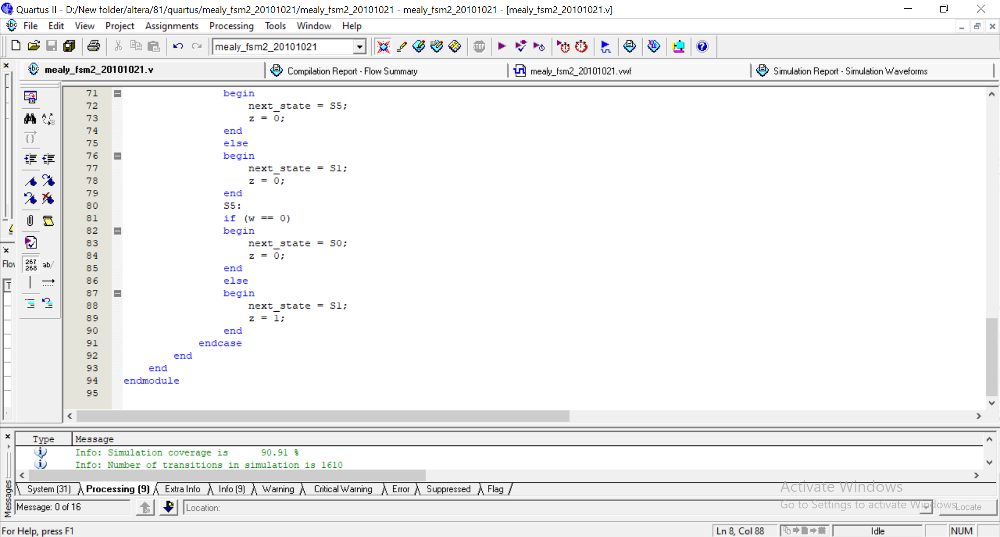 Quartus II - D:/New folder/altera/81/quartus/mealy_fsm2_20101021/mealy_fsm2_20101021 - mealy_fsm2_20101021 - [mealy_fsm2_20101021.v]
File Edit View Project Assignments Processing Tools Window Help
mealy_fsm2_20101021
mealy_fsm2_20101021.v Compilation Report - Flow Summary mealy_fsm2_20101021.vwf Simulation Report - Simulation Waveforms
71 begin
72 next_state = S5;
73 z = 0;
74 end
75 else
76 begin
77 next_state = S1;
78 z = 0;
79 end
80 S5:
81 if (w == 0)
82 begin
83 next_state = S0;
84 z = 0;
85 end
86 else
87 begin
88 next_state = S1;
89 z = 1;
90 end
91 endcase
92 end
93 end
94 endmodule
95
Flo
267
268
ab/
T
Type Message
Info: Simulation coverage is 90.91 %
Info: Number of transitions in simulation is 1610
System (31) Processing (9) Extra Info Info (9) Warning Critical Warning Error Suppressed Flag
Messages
Message: 0 of 16
Location:
Locate
Activate Windows
Go to Settings to activate Windows.
For Help, press F1
Ln 8, Col 88
Idle
NUM